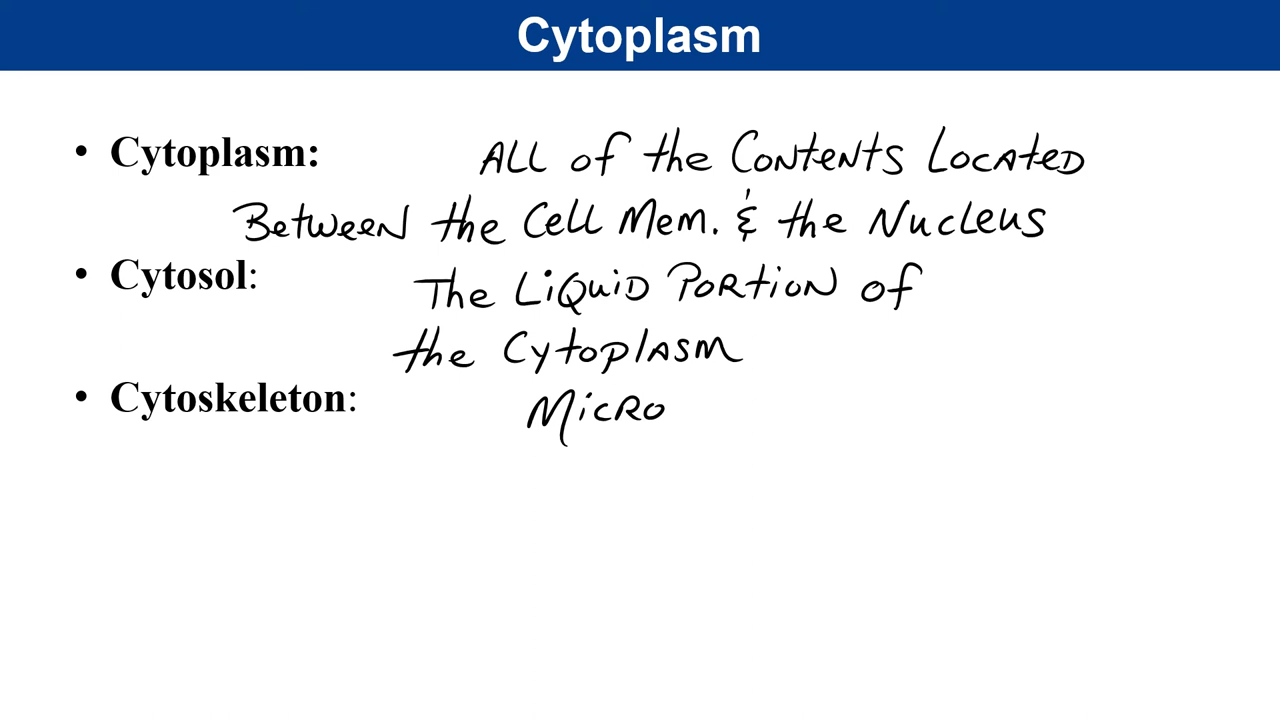 Cytoplasm
• Cytoplasm: ALL of the Contents Located
Between the Cell Mem. & the Nucleus
• Cytosol: The Liquid Portion of
the Cytoplasm
• Cytoskeleton: Micro